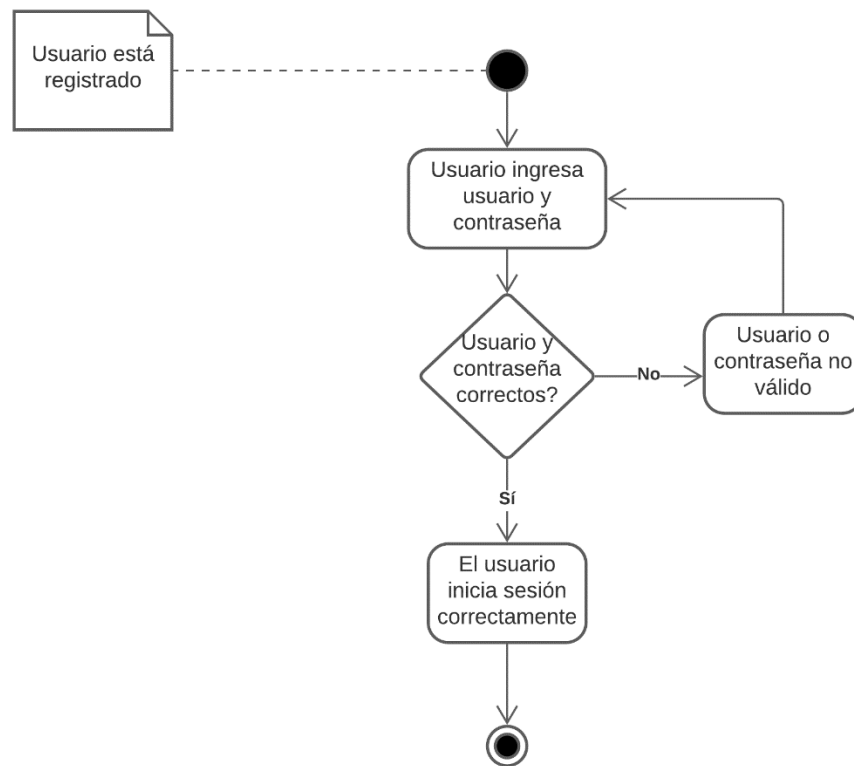 Usuario está
registrado
Usuario ingresa
usuario y
contraseña
Usuario y
contraseña
correctos?
No
Usuario o
contraseña no
válido
Sí
El usuario
inicia sesión
correctamente